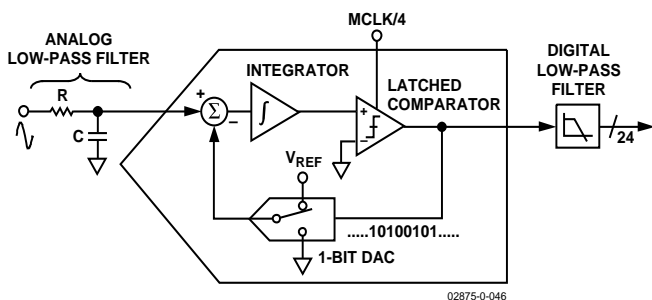 MCLK/4
ANALOG
LOW-PASS FILTER
INTEGRATOR
LATCHED
COMPARATOR
DIGITAL
LOW-PASS
FILTER
R
C
+
Σ
–
∫
+
–
24
VREF
.....10100101.....
1-BIT DAC
02875-0-046